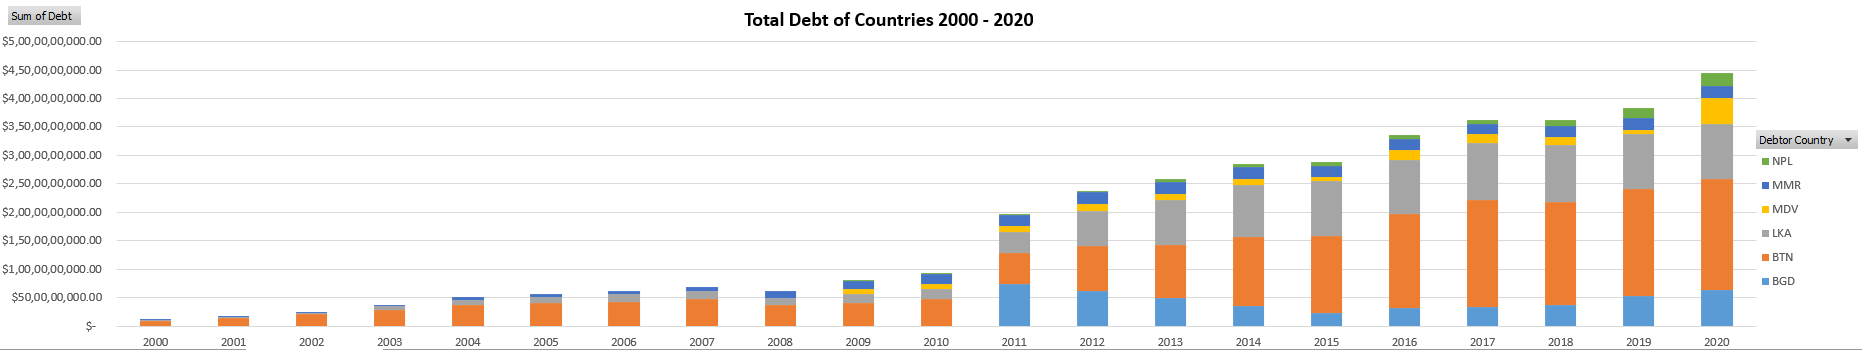 Sum of Debt
Total Debt of Countries 2000 - 2020
$5,00,00,00,000.00
$4,50,00,00,000.00
$4,00,00,00,000.00
$3,50,00,00,000.00
$3,00,00,00,000.00
$2,50,00,00,000.00
$2,00,00,00,000.00
$1,50,00,00,000.00
$1,00,00,00,000.00
$50,00,00,000.00
$-
2000 2001 2002 2003 2004 2005 2006 2007 2008 2009 2010 2011 2012 2013 2014 2015 2016 2017 2018 2019 2020
Debtor Country
NPL
MMR
MDV
LKA
BTN
BGD